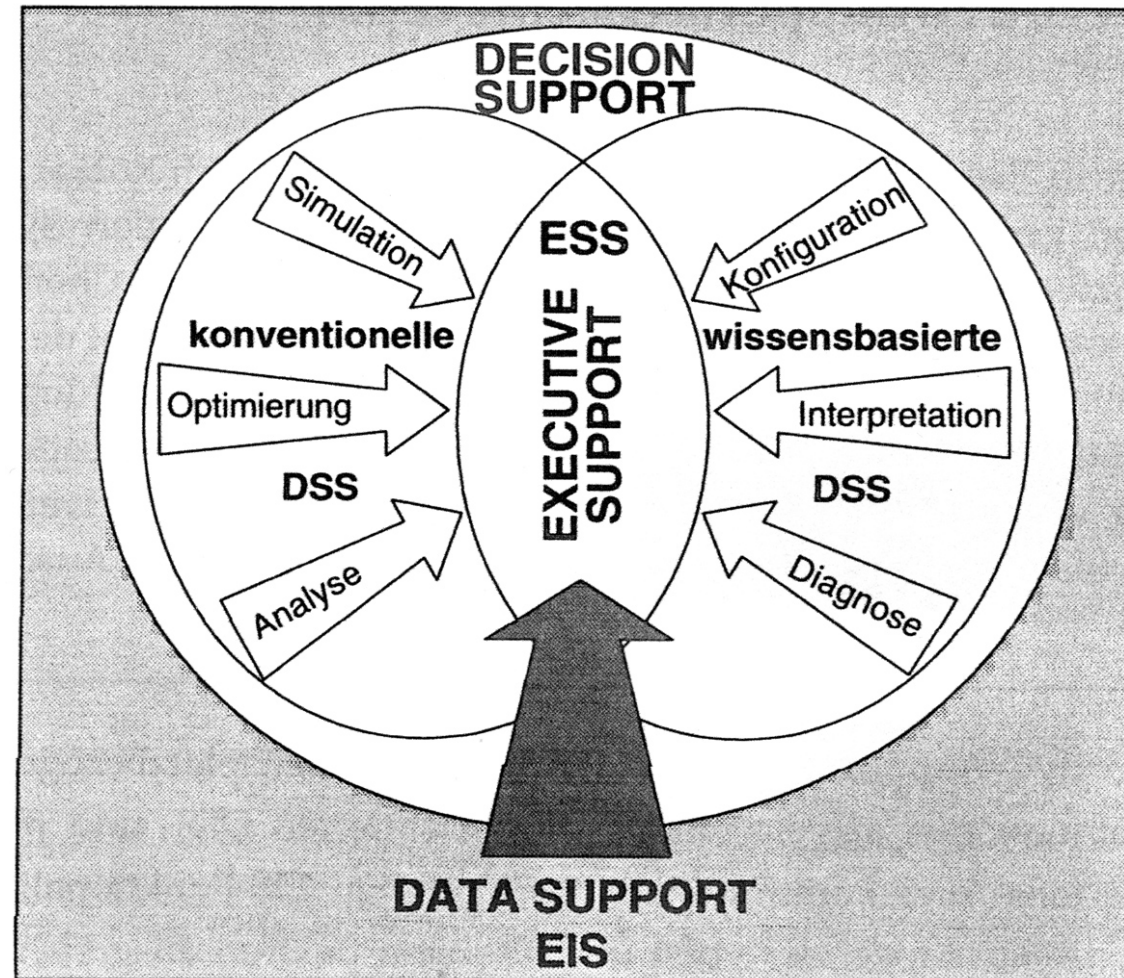 DECISION
SUPPORT
Simulation
Konfiguration
ESS
EXECUTIVE
SUPPORT
konventionelle
wissensbasierte
Optimierung
Interpretation
DSS
DSS
Analyse
Diagnose
DATA SUPPORT
EIS